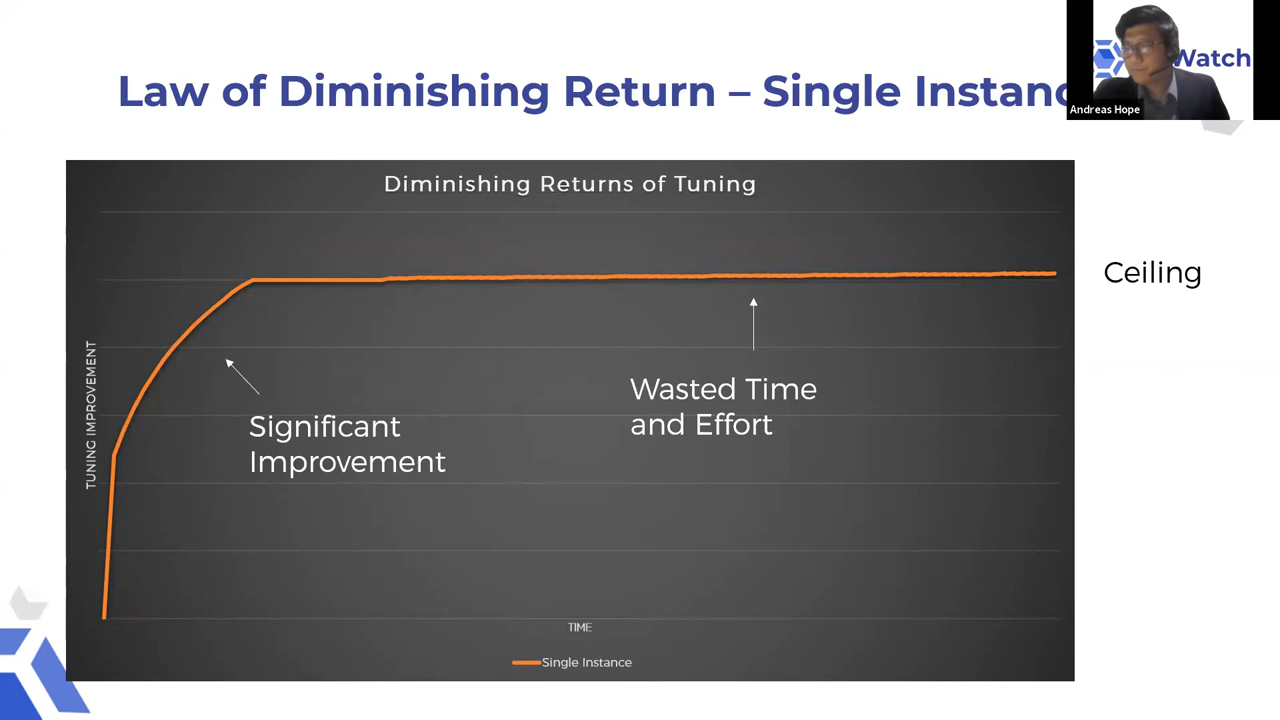 Watch
Law of Diminishing Return – Single Instanc
Andreas Hope
Diminishing Returns of Tuning
Ceiling
TUNING IMPROVEMENT
Wasted Time
and Effort
Significant
Improvement
TIME
Single Instance